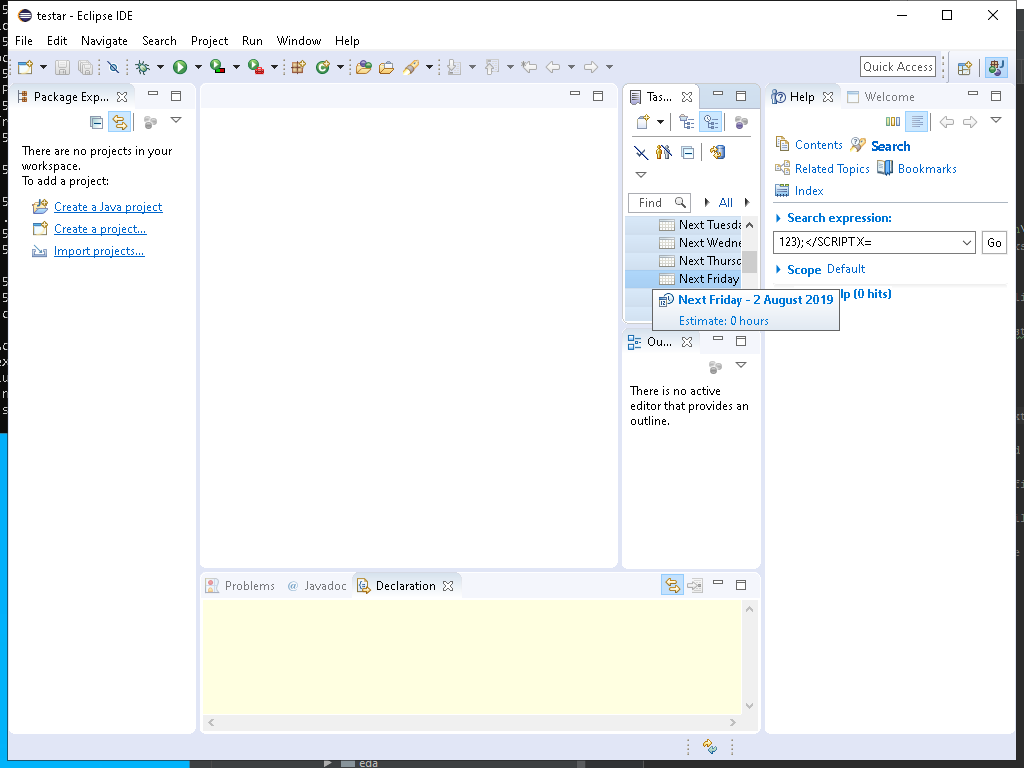 testar - Eclipse IDE
File Edit Navigate Search Project Run Window Help
Quick Access
Package Exp...
There are no projects in your
workspace.
To add a project:
Create a Java project
Create a project...
Import projects...
Tas...
Find
All
Next Tuesda
Next Wedne
Next Thursd
Next Friday
Next Friday - 2 August 2019
Estimate: 0 hours
Ou...
There is no active
editor that provides an
outline.
Help
Welcome
Contents
Search
Related Topics
Bookmarks
Index
Search expression:
123);</SCRIPTX=
Go
Scope Default
lp (0 hits)
Problems
@ Javadoc
Declaration
eda